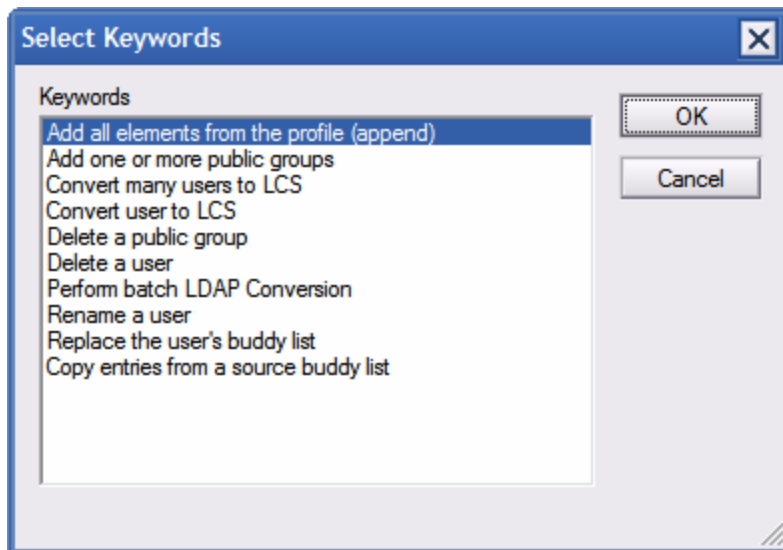 Select Keywords
Keywords
OK
Add all elements from the profile (append)
Add one or more public groups
Cancel
Convert many users to LCS
Convert user to LCS
Delete a public group
Delete a user
Perform batch LDAP Conversion
Rename a user
Replace the user's buddy list
Copy entries from a source buddy list